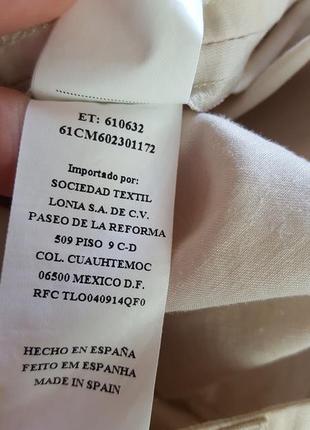 ET: 610632
61CM602301172
Importado por:
SOCIEDAD TEXTIL
LONIA S.A. DE C.V.
PASEO DE LA REFORMA
509 PISO 9 C-D
COL. CUAUHTEMOC
06500 MEXICO D.F.
RFC TLO040914QF0
HECHO EN ESPAÑA
FEITO EM ESPANHA
MADE IN SPAIN